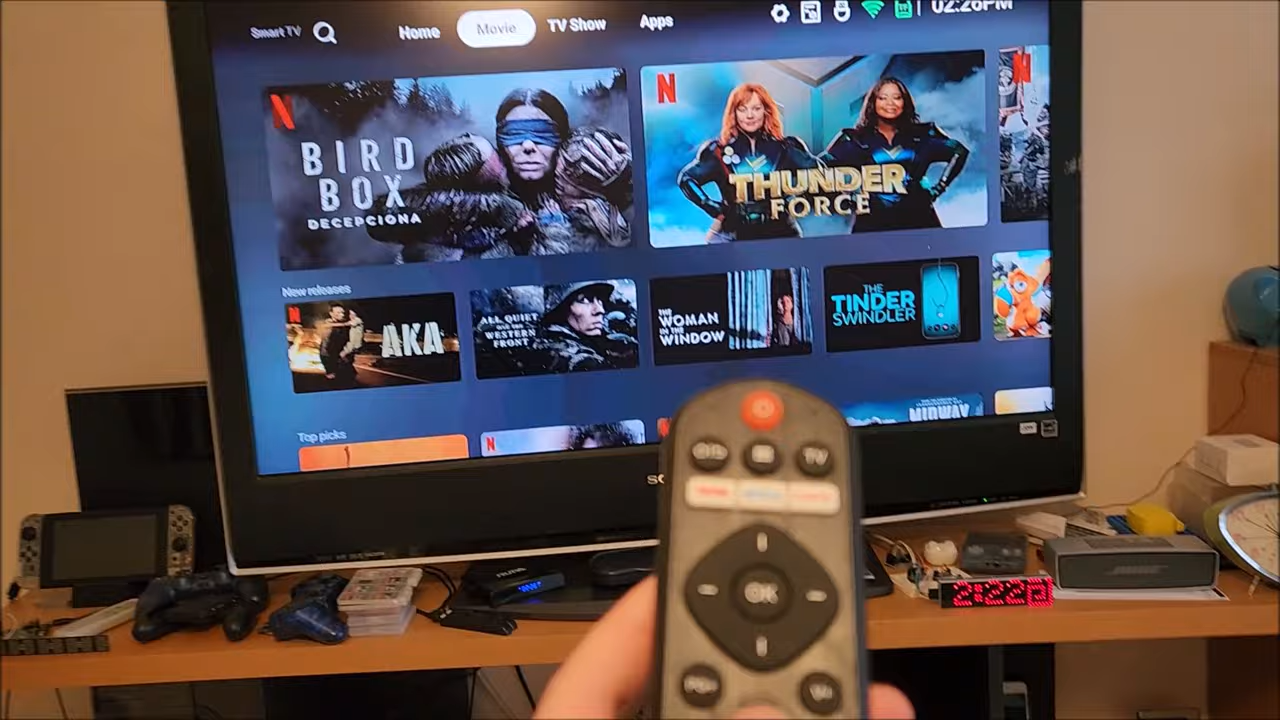 Smart TV
Home
Movie
TV Show
Apps
02:26PM
N
BIRD
BOX
DECEPCIONA
N
THUNDER
FORCE
N
New releases
N
AKA
ALL QUIET
ON THE
WESTERN
FRONT
THE
WOMAN
IN THE
WINDOW
THE
TINDER
SWINDLER
Top picks
N
MIDWAY
TV
OK
BOSE
2:22